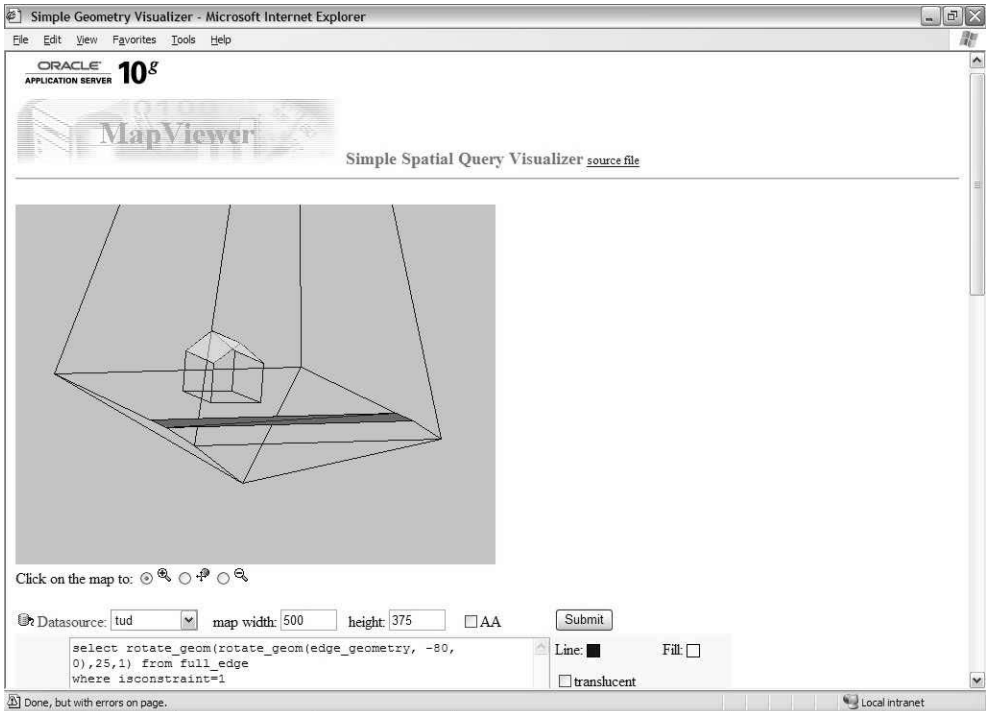 Simple Geometry Visualizer - Microsoft Internet Explorer
File Edit View Favorites Tools Help
ORACLE
APPLICATION SERVER 10g
MapViewer
Simple Spatial Query Visualizer source file
Click on the map to:
Datasource: tud map width: 500 height: 375 AA Submit
select rotate_geom(rotate_geom(edge_geometry, -80,
0),25,1) from full_edge
where isconstraint=1
Line: Fill:
translucent
Done, but with errors on page. Local intranet